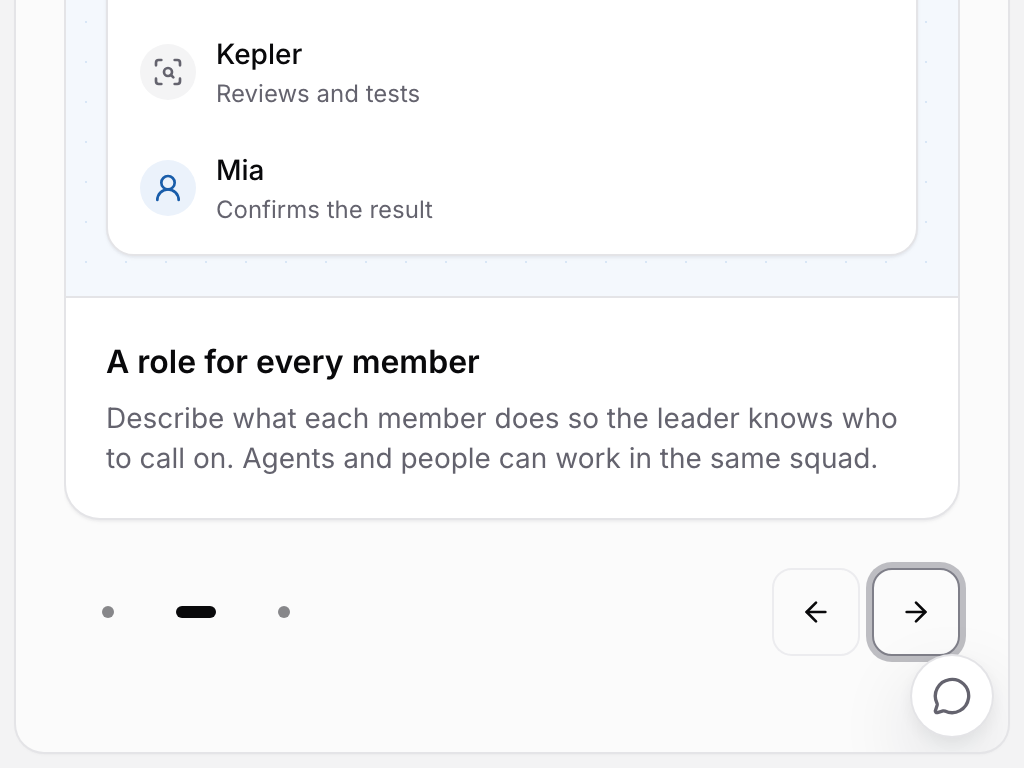 Kepler
Reviews and tests
Mia
Confirms the result
A role for every member
Describe what each member does so the leader knows who
to call on. Agents and people can work in the same squad.